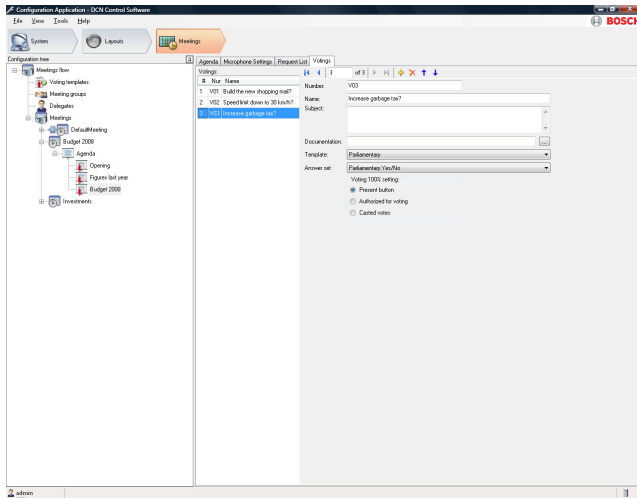 Configuration Application - DCN Control Software
File View Tools Help
BOSCH
System Layouts Meetings
Configuration tree
Agenda Microphone Settings Request List Votings
Meetings flow
Voting templates
Meeting groups
Delegates
Meetings
DefaultMeeting
Budget 2008
Agenda
Opening
Figures last year
Budget 2008
Investments
Votings
# Nur Name
1 V01 Build the new shopping mail?
2 V02 Speed limit down to 38 km/h?
3 V03 Increase garbage tax?
3 of 3
Number: V03
Name: Increase garbage tax?
Subject:
Documentation: ...
Template: Parliamentary
Answer set: Parliamentary Yes/No
Voting 100% setting:
Present button
Authorized for voting
Casted votes
admin